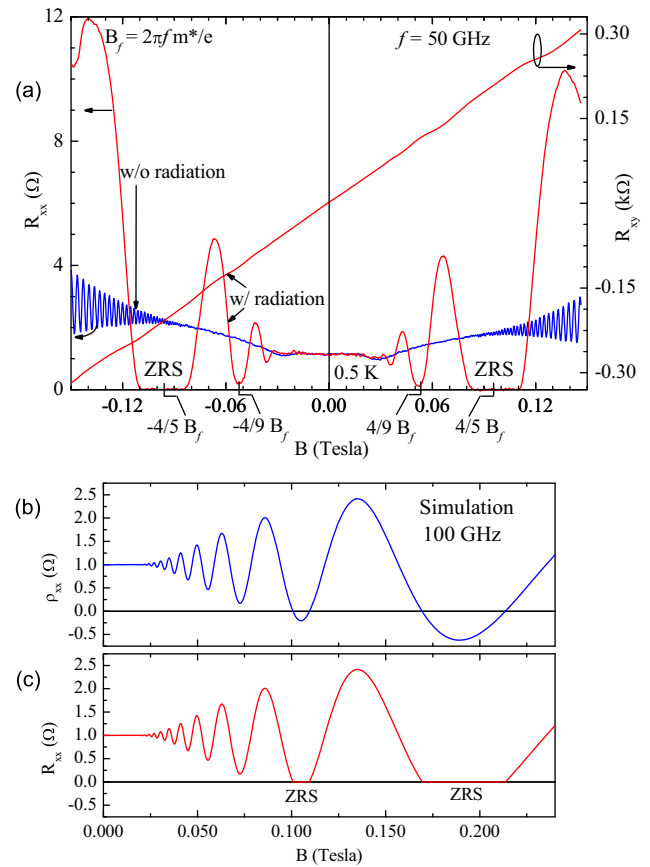 B_f = 2πf m*/e
f = 50 GHz
(a)
12
8
4
0
R_xx (Ω)
0.30
0.15
0.00
-0.15
-0.30
R_xy (kΩ)
w/o radiation
w/ radiation
ZRS
0.5 K
ZRS
-0.12
-0.06
0.00
0.06
0.12
-4/5 B_f
-4/9 B_f
4/9 B_f
4/5 B_f
B (Tesla)
(b)
2.5
2.0
1.5
1.0
0.5
0.0
-0.5
ρ_xx (Ω)
Simulation
100 GHz
(c)
2.5
2.0
1.5
1.0
0.5
0.0
-0.5
R_xx (Ω)
ZRS
ZRS
0.000
0.050
0.100
0.150
0.200
B (Tesla)